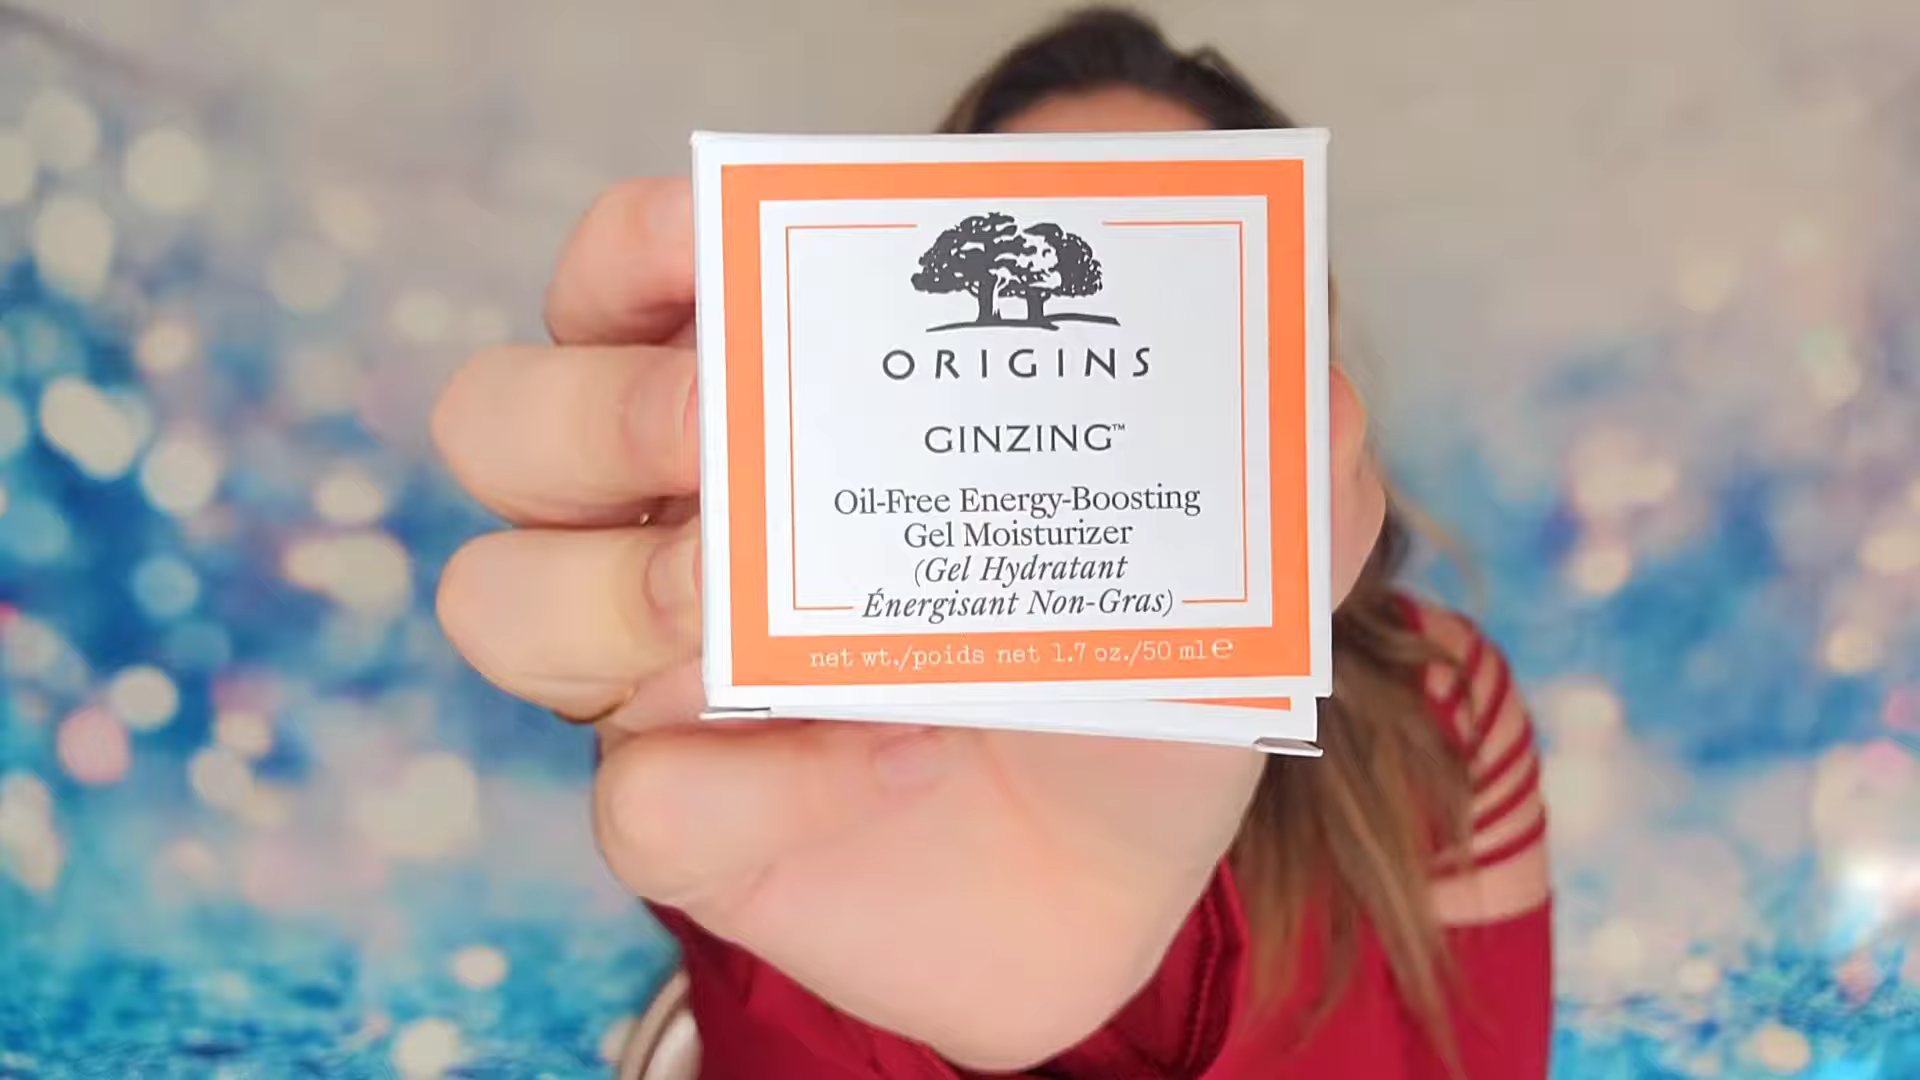 ORIGINS
GINZING™
Oil-Free Energy-Boosting
Gel Moisturizer
(Gel Hydratant
Énergisant Non-Gras)
net wt./poids net 1.7 oz./50 ml ℮